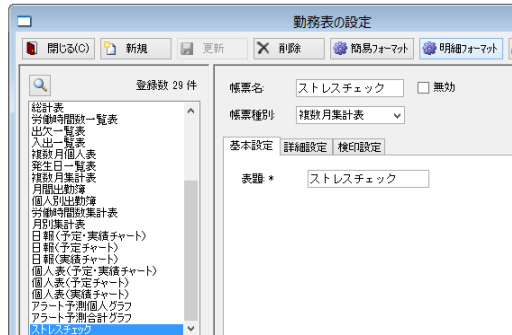 勤務表の設定
閉じる(C) 新規 更新 削除 簡易フォーマット 明細フォーマット
登録数 29 件
総計表
労働時間数一覧表
出欠一覧表
入出一覧表
複数月個人表
発生日一覧表
複数月集計表
月間出勤簿
個人別出勤簿
労働時間数集計表
月別集計表
日報(予定・実績チャート)
日報(予定チャート)
日報(実績チャート)
個人表(予定・実績チャート)
個人表(予定チャート)
個人表(実績チャート)
アラート予測個人グラフ
アラート予測合計グラフ
ストレスチェック
帳票名: ストレスチェック 無効
帳票種別: 複数月集計表
基本設定 詳細設定 検印設定
表題 * ストレスチェック